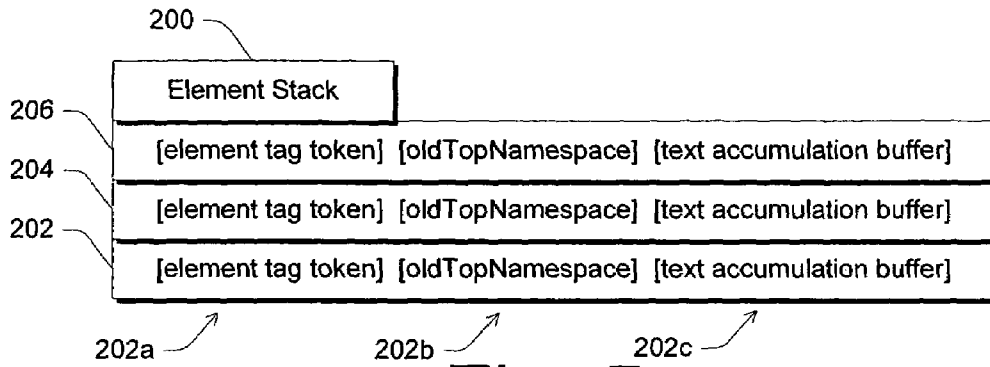 200
Element Stack
206
[element tag token] [oldTopNamespace] [text accumulation buffer]
204
[element tag token] [oldTopNamespace] [text accumulation buffer]
202
[element tag token] [oldTopNamespace] [text accumulation buffer]
202a 202b 202c